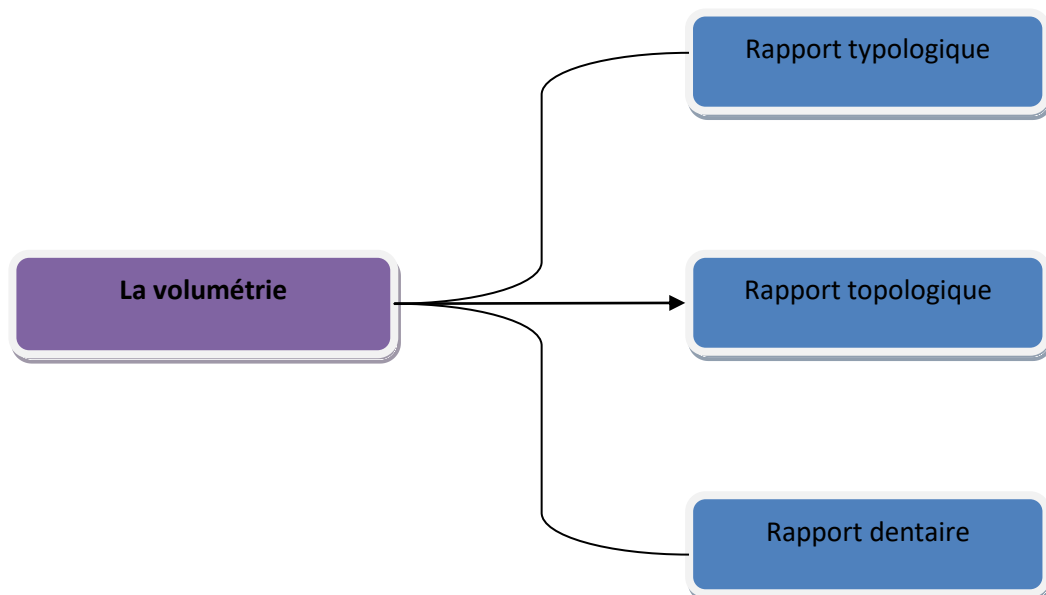 Rapport typologique
La volumétrie
Rapport topologique
Rapport dentaire